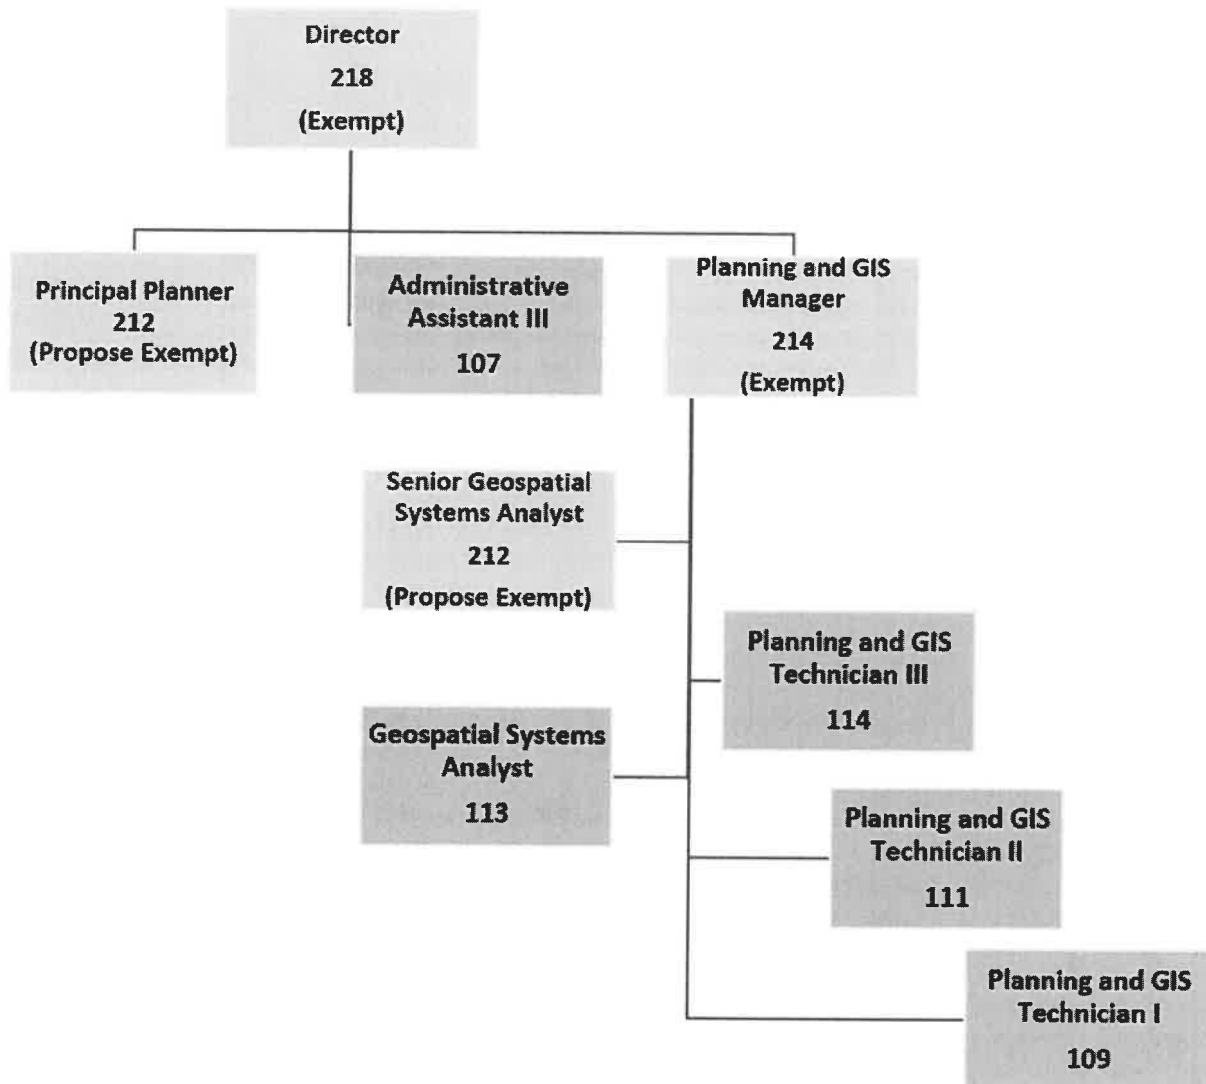 Director
218
(Exempt)
Principal Planner
212
(Propose Exempt)
Administrative
Assistant III
107
Planning and GIS
Manager
214
(Exempt)
Senior Geospatial
Systems Analyst
212
(Propose Exempt)
Planning and GIS
Technician III
114
Geospatial Systems
Analyst
113
Planning and GIS
Technician II
111
Planning and GIS
Technician I
109